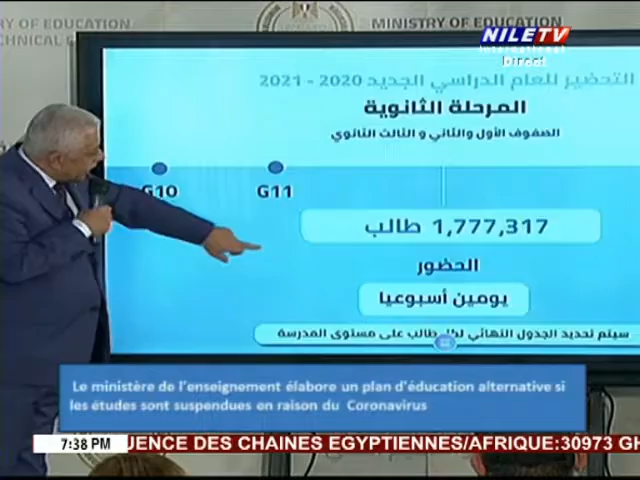 MINISTRY OF EDUCATION
NILE TV
International
Direct
التحضير للعام الدراسي الجديد 2020 - 2021
المرحلة الثانوية
الصفوف الأول والثاني و الثالث الثانوي
G10
G11
1,777,317 طالب
الحضور
يومين أسبوعيا
سيتم تحديد الجدول النهائي لكل طالب على مستوى المدرسة
Le ministère de l'enseignement élabore un plan d'éducation alternative si
les études sont suspendues en raison du Coronavirus
7:38 PM
UENCE DES CHAINES EGYPTIENNES/AFRIQUE:30973 GH